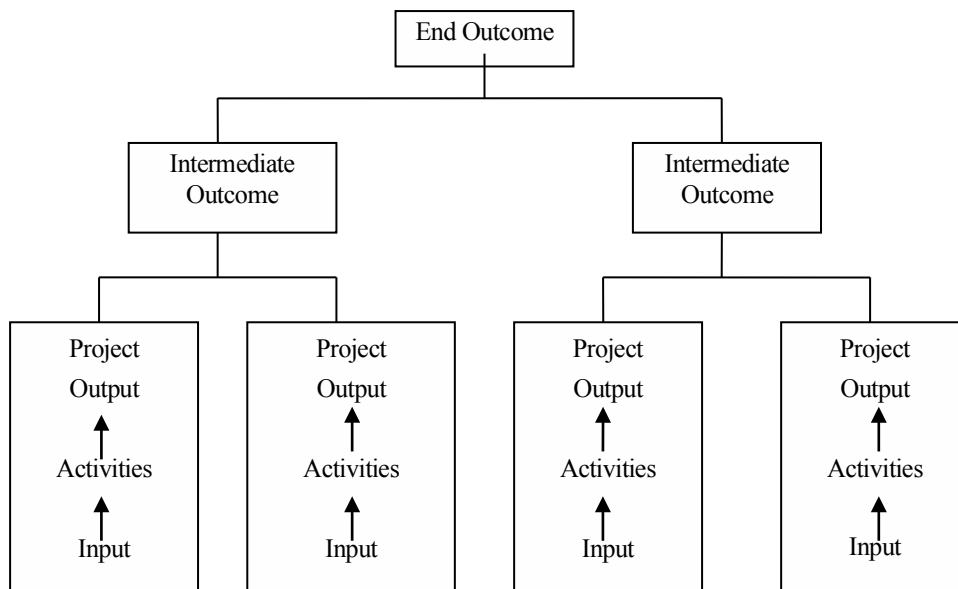 End Outcome
Intermediate
Outcome
Intermediate
Outcome
Project
Output
Activities
Input
Project
Output
Activities
Input
Project
Output
Activities
Input
Project
Output
Activities
Input